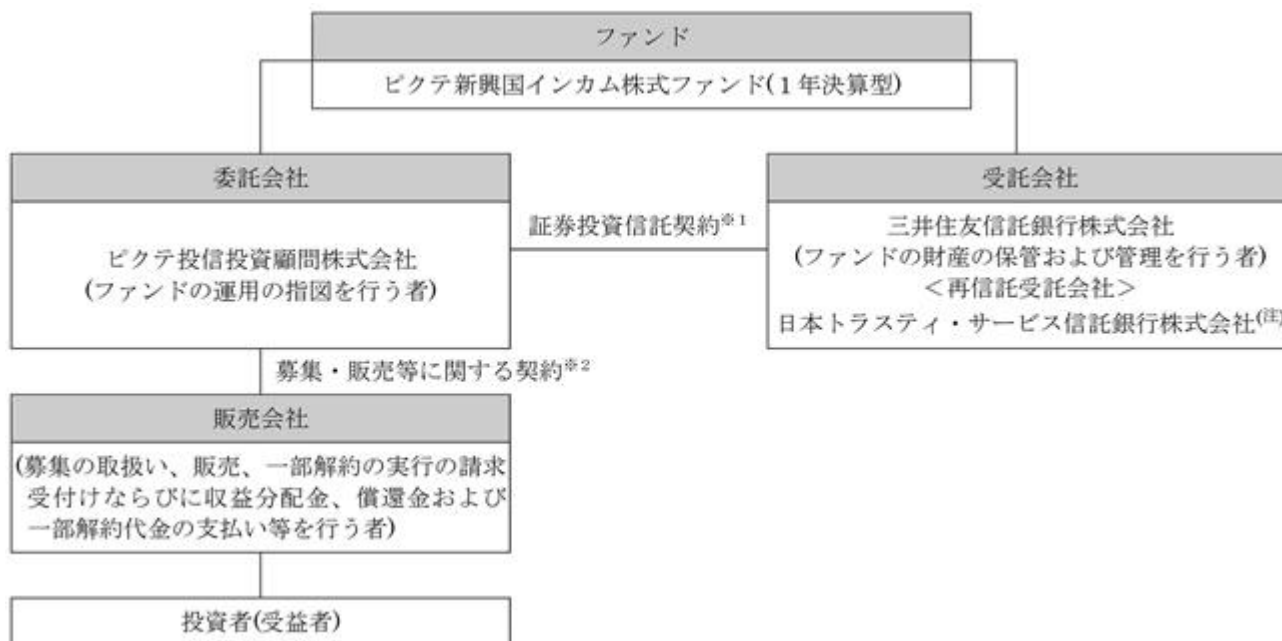 ファンド
ピクテ新興国インカム株式ファンド(1年決算型)
委託会社
ピクテ投信投資顧問株式会社
(ファンドの運用の指図を行う者)
証券投資信託契約※1
受託会社
三井住友信託銀行株式会社
(ファンドの財産の保管および管理を行う者)
<再信託受託会社>
日本トラスティ・サービス信託銀行株式会社(注)
募集・販売等に関する契約※2
販売会社
(募集の取扱い、販売、一部解約の実行の請求
受付けならびに収益分配金、償還金および
一部解約代金の支払い等を行う者)
投資者(受益者)